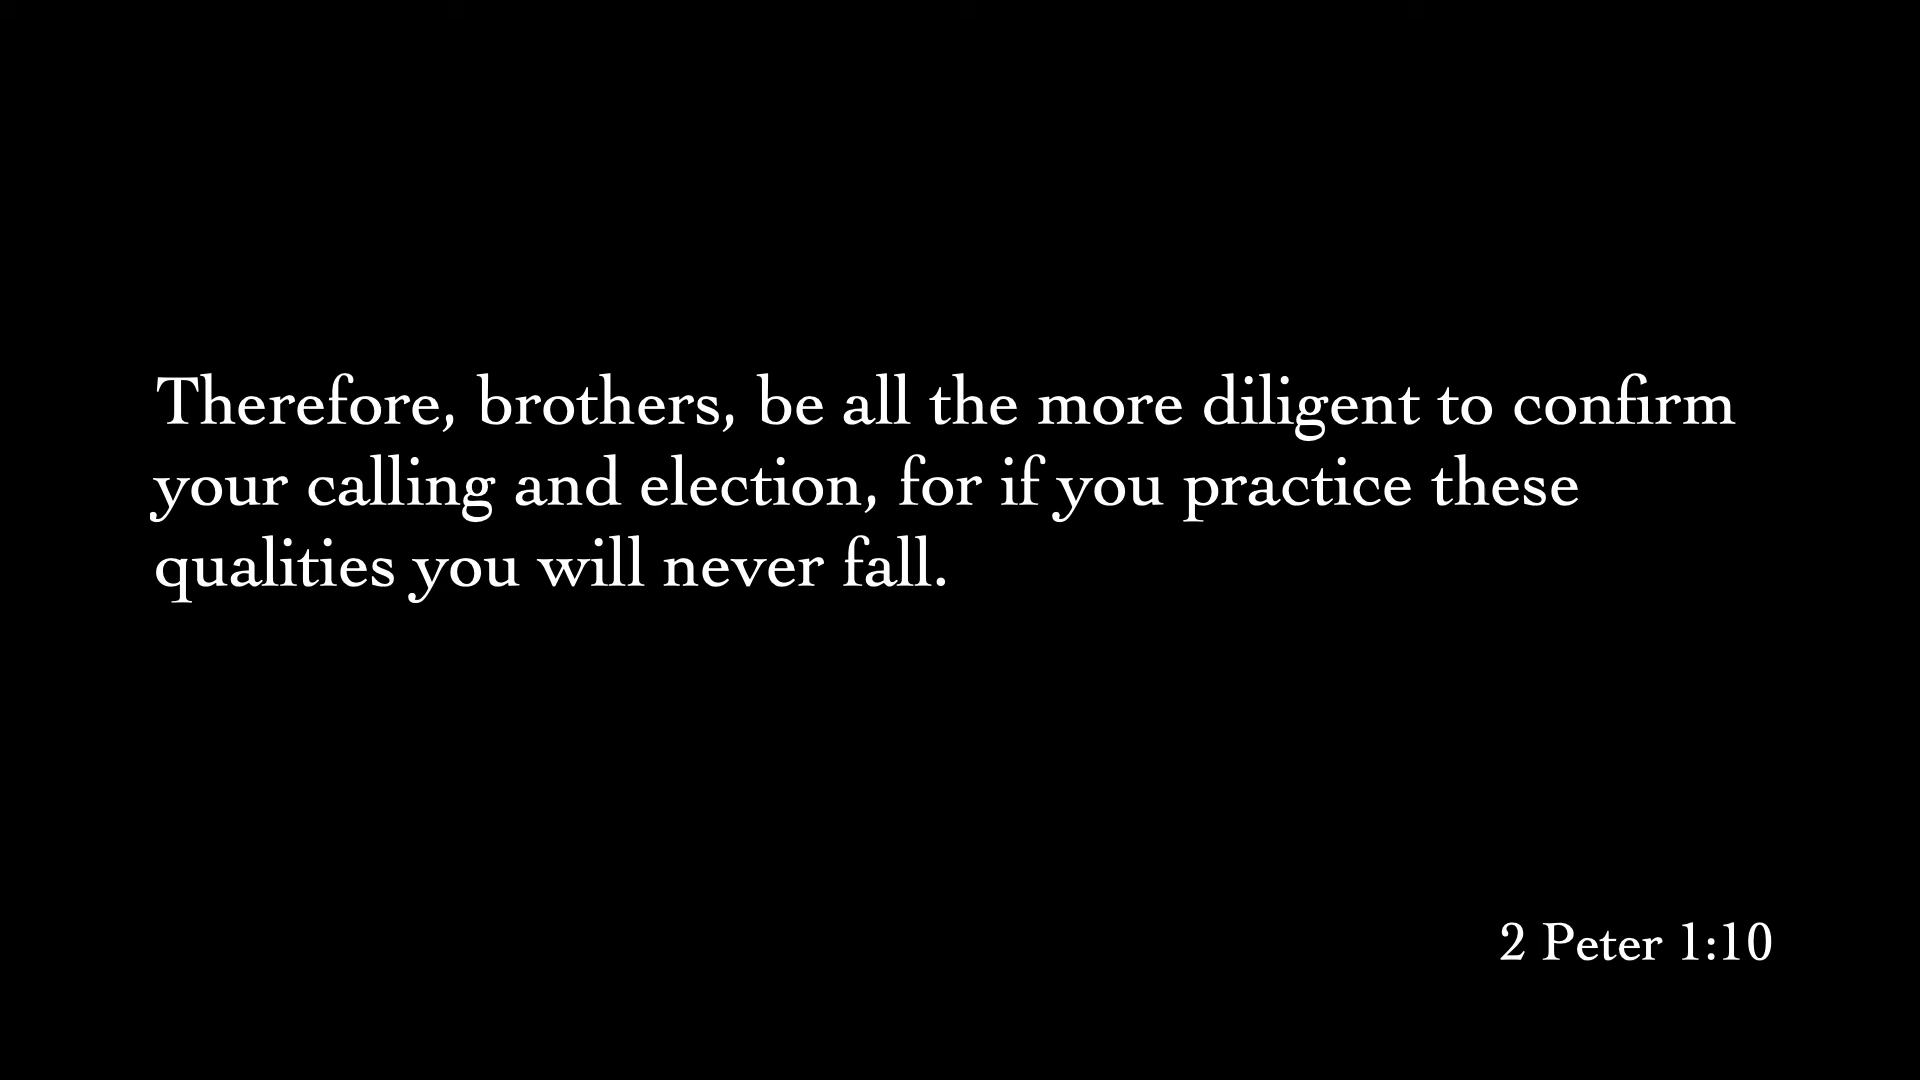 Therefore, brothers, be all the more diligent to confirm
your calling and election, for if you practice these
qualities you will never fall.
2 Peter 1:10